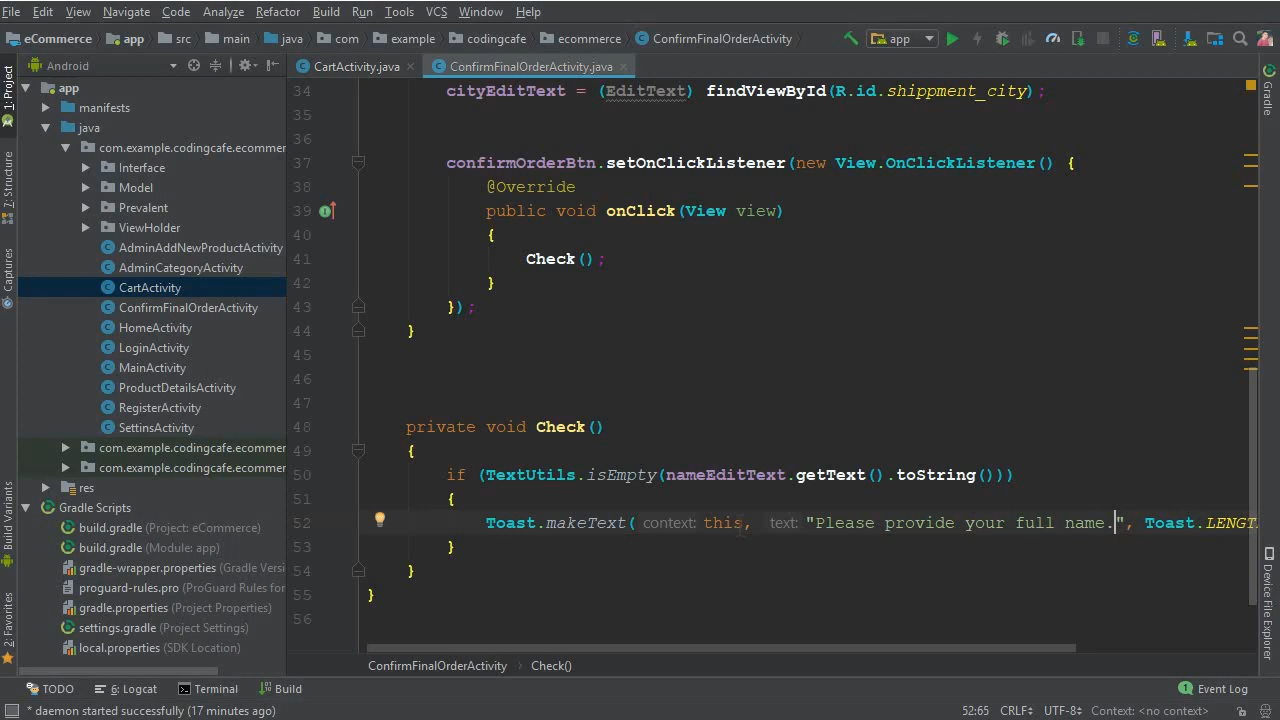 File Edit View Navigate Code Analyze Refactor Build Run Tools VCS Window Help
eCommerce app src main java com example codingcafe ecommerce ConfirmFinalOrderActivity app
1: Project Android CartActivity.java ConfirmFinalOrderActivity.java Gradle
app
manifests
java
com.example.codingcafe.ecommer
Interface
Model
Prevalent
ViewHolder
AdminAddNewProductActivity
AdminCategoryActivity
CartActivity
ConfirmFinalOrderActivity
HomeActivity
LoginActivity
MainActivity
ProductDetailsActivity
RegisterActivity
SettinsActivity
com.example.codingcafe.ecommer
com.example.codingcafe.ecommer
res
Gradle Scripts
build.gradle (Project: eCommerce)
build.gradle (Module: app)
gradle-wrapper.properties (Gradle Versi
proguard-rules.pro (ProGuard Rules for
gradle.properties (Project Properties)
settings.gradle (Project Settings)
local.properties (SDK Location)
7: Structure
Captures
Build Variants
2: Favorites
34 cityEditText = (EditText) findViewById(R.id.shippment_city);
35
36
37 confirmOrderBtn.setOnClickListener(new View.OnClickListener() {
38 @Override
39 public void onClick(View view)
40 {
41 Check();
42 }
43 });
44 }
45
46
47
48 private void Check()
49 {
50 if (TextUtils.isEmpty(nameEditText.getText().toString()))
51 {
52 Toast.makeText( context: this, text: "Please provide your full name.", Toast.LENGT
53 }
54 }
55 }
56
Device File Explorer
ConfirmFinalOrderActivity Check()
TODO 6: Logcat Terminal Build 1 Event Log
* daemon started successfully (17 minutes ago) 52:65 CRLF UTF-8 Context: <no context>